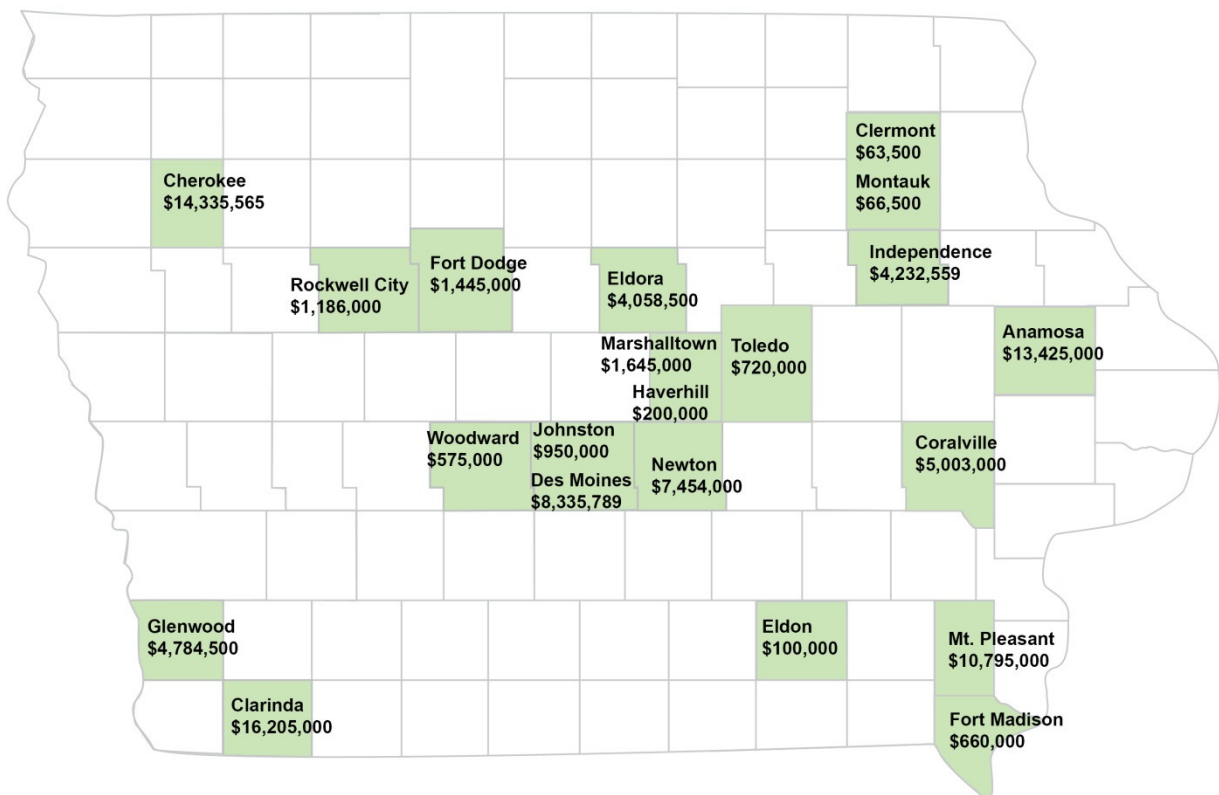 Clermont
$63,500
Montauk
$66,500
Cherokee
$14,335,565
Independence
$4,232,559
Fort Dodge
$1,445,000
Rockwell City
$1,186,000
Eldora
$4,058,500
Anamosa
$13,425,000
Marshalltown
$1,645,000
Toledo
$720,000
Haverhill
$200,000
Woodward
$575,000
Johnston
$950,000
Des Moines
$8,335,789
Newton
$7,454,000
Coralville
$5,003,000
Glenwood
$4,784,500
Eldon
$100,000
Mt. Pleasant
$10,795,000
Clarinda
$16,205,000
Fort Madison
$660,000